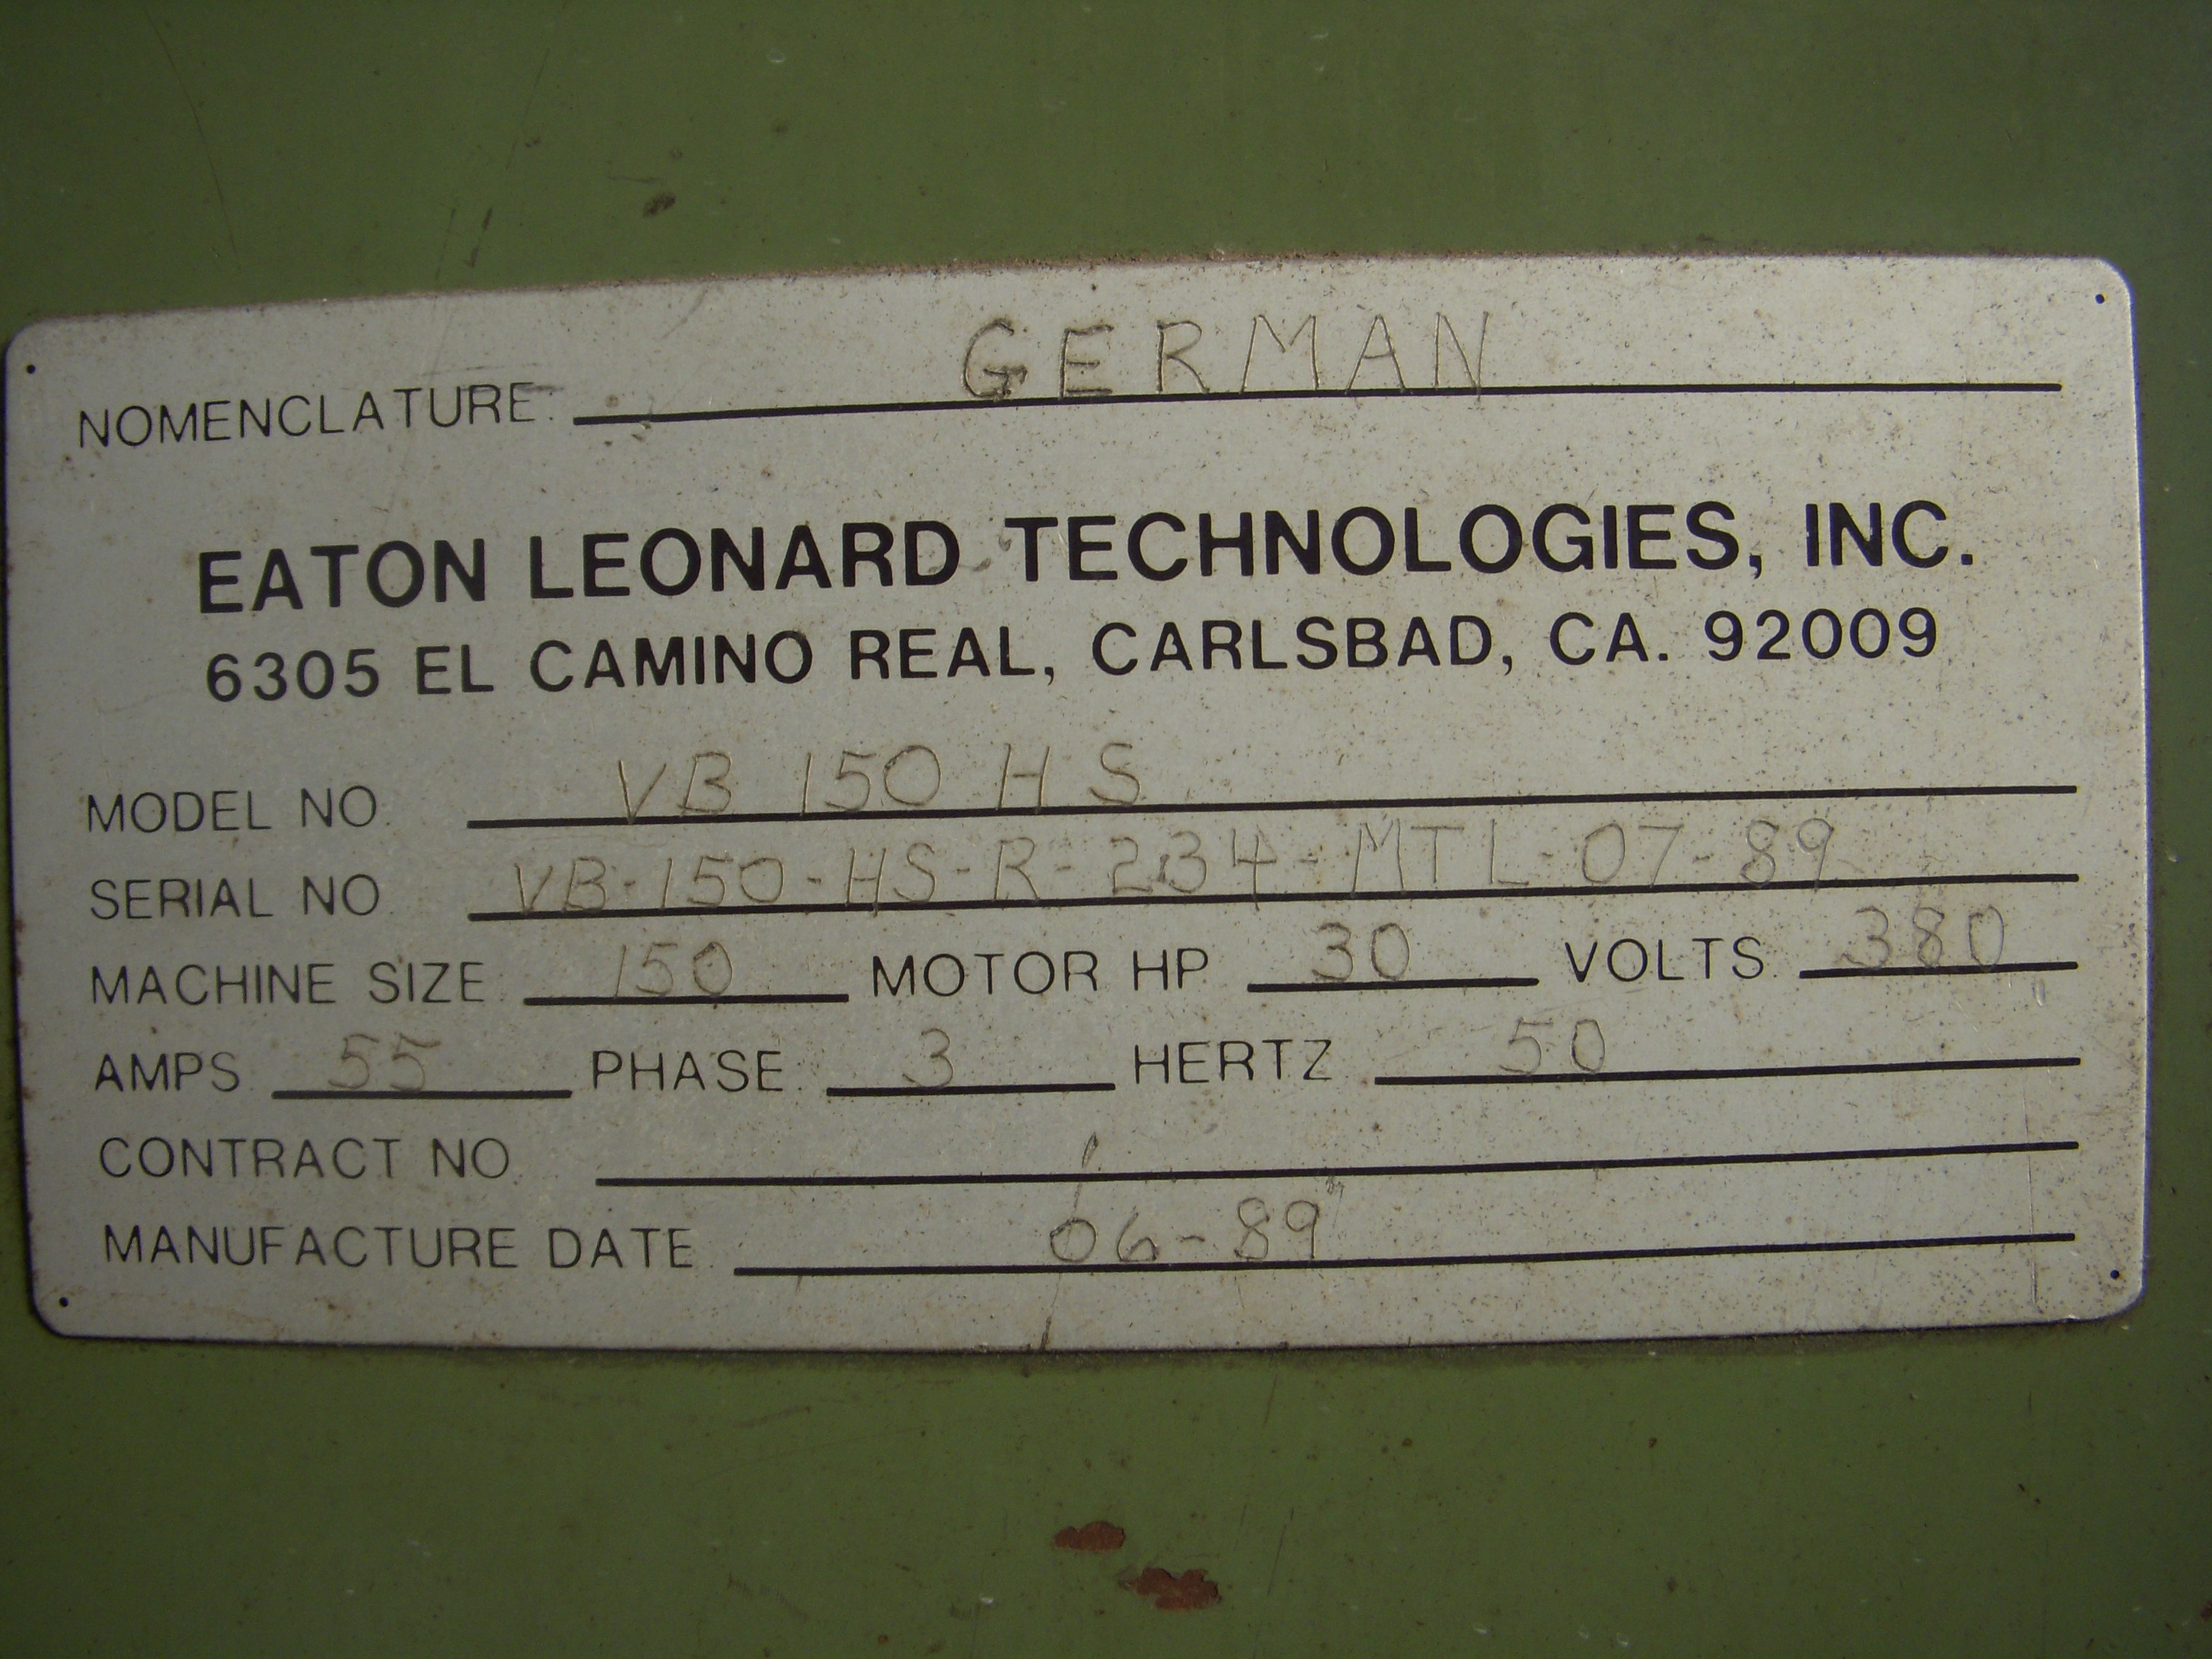 NOMENCLATURE: GERMAN
EATON LEONARD TECHNOLOGIES, INC.
6305 EL CAMINO REAL, CARLSBAD, CA. 92009
MODEL NO. VB 150 HS
SERIAL NO. VB-150-HS-R-234-MTL-07-89
MACHINE SIZE 150 MOTOR HP 30 VOLTS 380
AMPS 55 PHASE 3 HERTZ 50
CONTRACT NO.
MANUFACTURE DATE 06-89